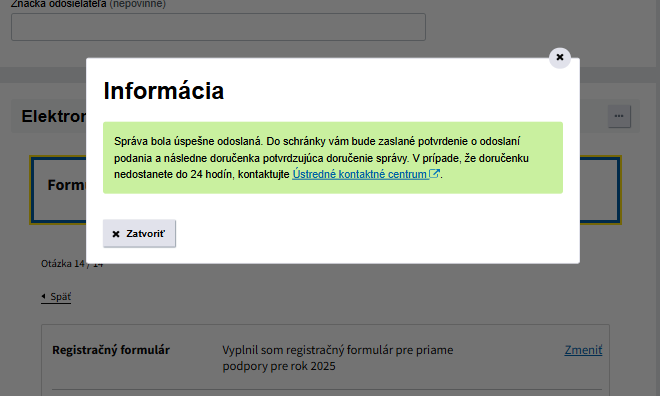 Značka odosielateľa (nepovinné)
Informácia
Elektron
Správa bola úspešne odoslaná. Do schránky vám bude zaslané potvrdenie o odoslaní
podania a následne doručenka potvrdzujúca doručenie správy. V prípade, že doručenku
nedostanete do 24 hodín, kontaktujte Ústredné kontaktné centrum.
Formu
Zatvoriť
Otázka 14 / 14
Späť
Registračný formulár Vyplnil som registračný formulár pre priame Zmeniť
podpory pre rok 2025